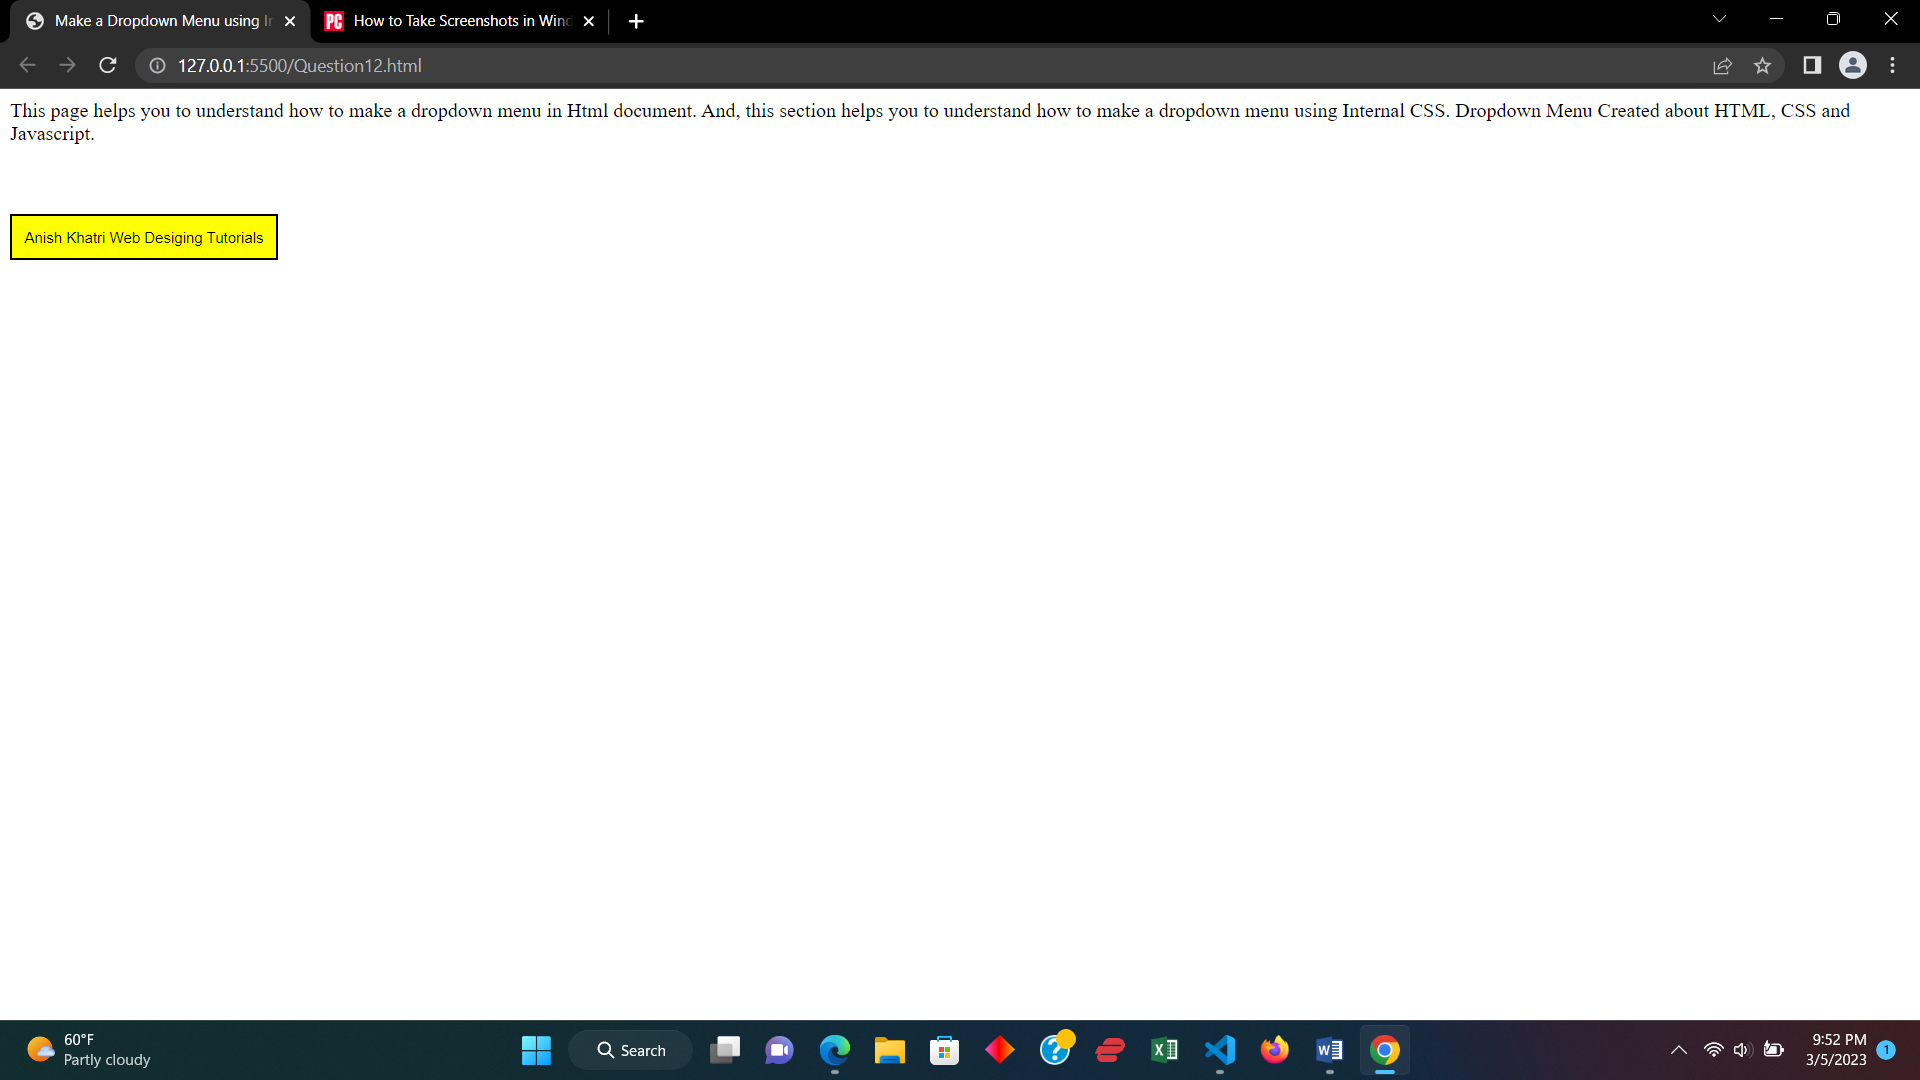 Make a Dropdown Menu using In
How to Take Screenshots in Wind
127.0.0.1:5500/Question12.html
This page helps you to understand how to make a dropdown menu in Html document. And, this section helps you to understand how to make a dropdown menu using Internal CSS. Dropdown Menu Created about HTML, CSS and
Javascript.
Anish Khatri Web Desiging Tutorials
60°F
Partly cloudy
Search
9:52 PM
3/5/2023
1